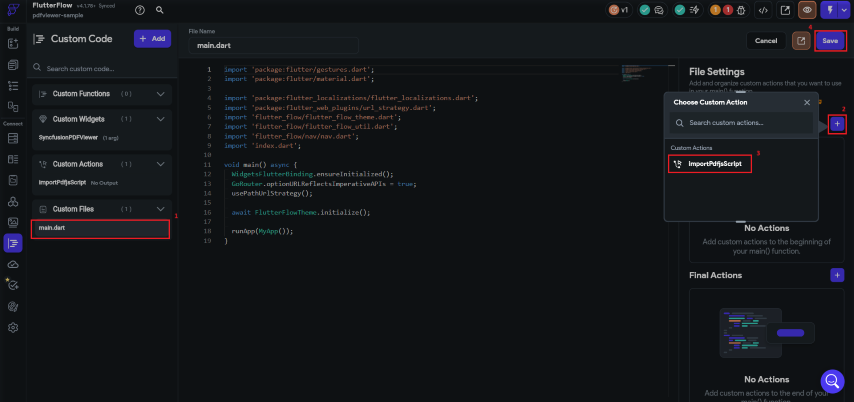 FlutterFlow v4.1.76+ Synced
pdfviewer-sample
v1
1
1
Build
Connect
Custom Code
+ Add
Search custom code...
Custom Functions (0)
Custom Widgets (1)
SyncfusionPDFViewer (1 arg)
Custom Actions (1)
ImportPdfjsScript No Output
Custom Files (1)
main.dart
1
File Name
main.dart
Cancel
4
Save
1 import 'package:flutter/gestures.dart';
2 import 'package:flutter/material.dart';
3
4 import 'package:flutter_localizations/flutter_localizations.dart';
5 import 'package:flutter_web_plugins/url_strategy.dart';
6 import 'flutter_flow/flutter_flow_theme.dart';
7 import 'flutter_flow/flutter_flow_util.dart';
8 import 'flutter_flow/nav/nav.dart';
9 import 'index.dart';
10
11 void main() async {
12 WidgetsFlutterBinding.ensureInitialized();
13 GoRouter.optionURLReflectsImperativeAPIs = true;
14 usePathUrlStrategy();
15
16 await FlutterFlowTheme.initialize();
17
18 runApp(MyApp());
19 }
File Settings
Add and organize custom actions that you want to use
Choose Custom Action
2
Search custom actions...
Custom Actions
ImportPdfjsScript
3
No Actions
Add custom actions to the beginning of
your main() function.
Final Actions
No Actions
Add custom actions to the end of your